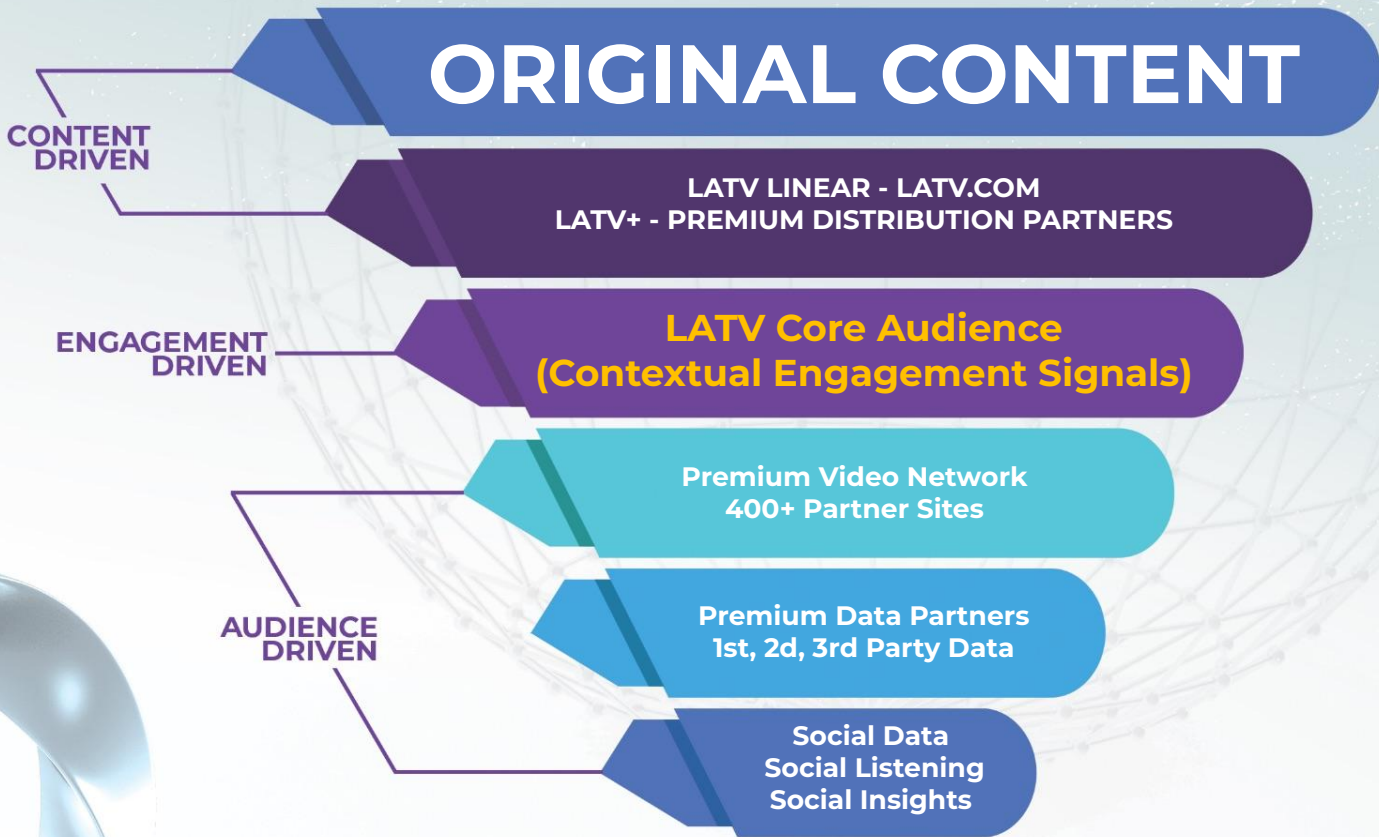 ORIGINAL CONTENT
CONTENT
DRIVEN
LATV LINEAR - LATV.COM
LATV+ - PREMIUM DISTRIBUTION PARTNERS
ENGAGEMENT
DRIVEN
LATV Core Audience
(Contextual Engagement Signals)
Premium Video Network
400+ Partner Sites
AUDIENCE
DRIVEN
Premium Data Partners
1st, 2d, 3rd Party Data
Social Data
Social Listening
Social Insights